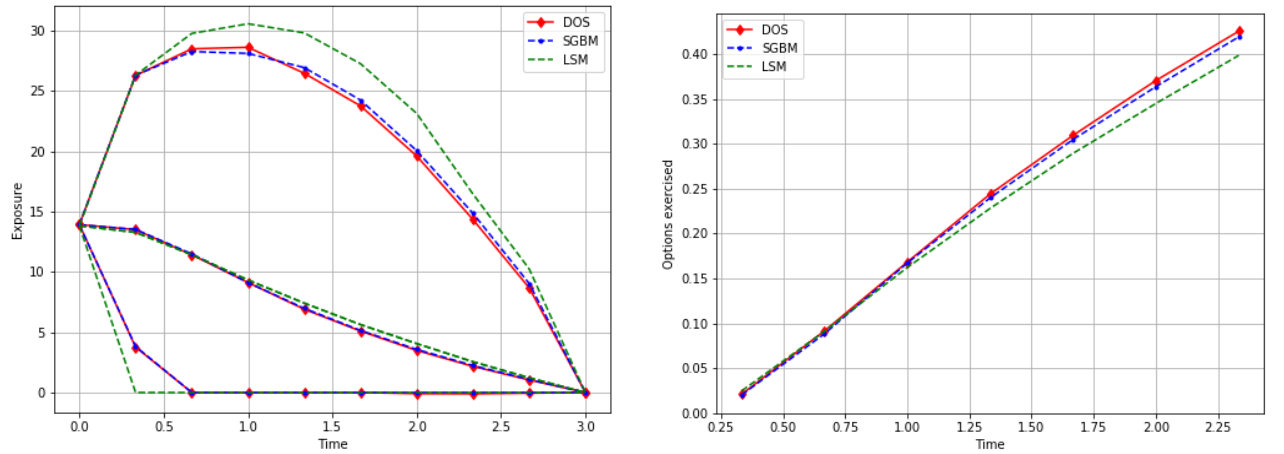 30
25
20
15
10
5
0
Exposure
0.0 0.5 1.0 1.5 2.0 2.5 3.0
Time
DOS
SGBM
LSM
0.40
0.35
0.30
0.25
0.20
0.15
0.10
0.05
0.00
Options exercised
0.25 0.50 0.75 1.00 1.25 1.50 1.75 2.00 2.25
Time
DOS
SGBM
LSM